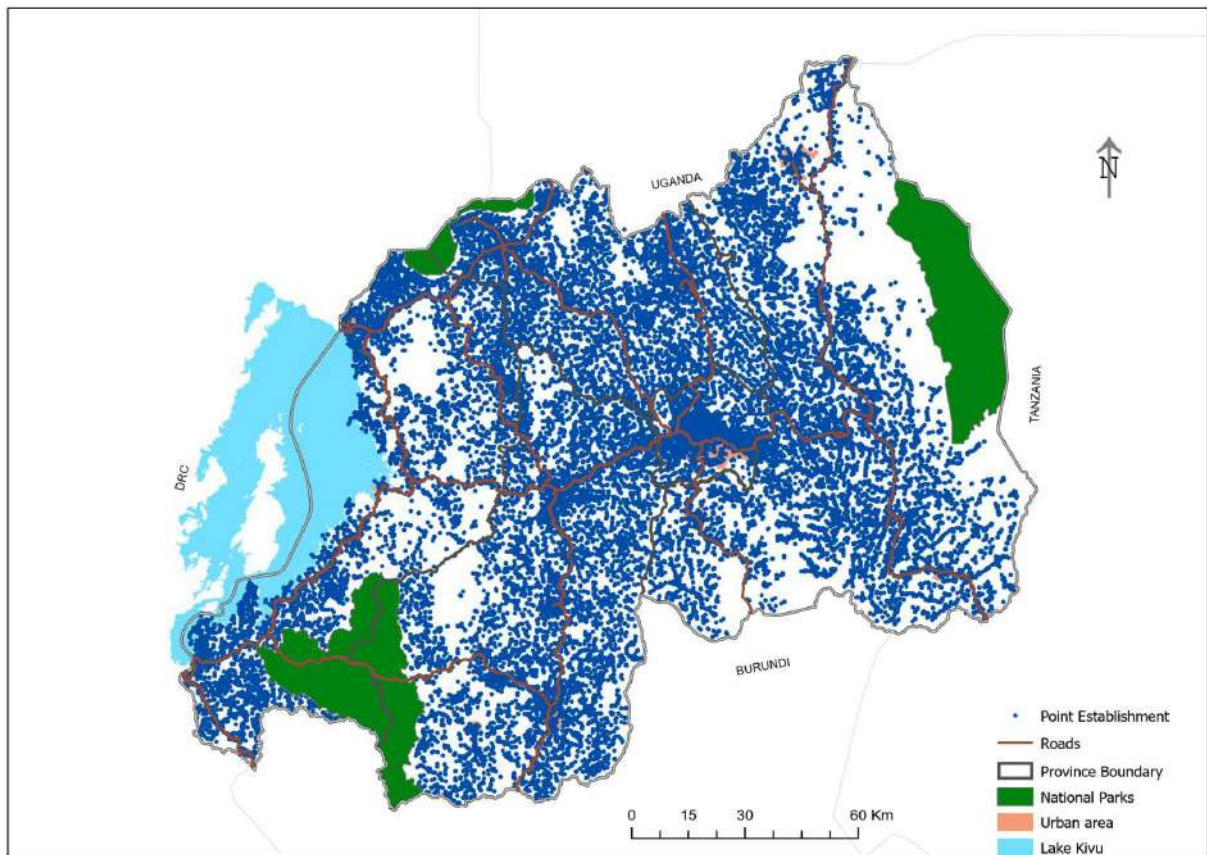 N
UGANDA
TANZANIA
DRC
BURUNDI
Point Establishment
Roads
Province Boundary
National Parks
Urban area
Lake Kivu
0 15 30 60 Km